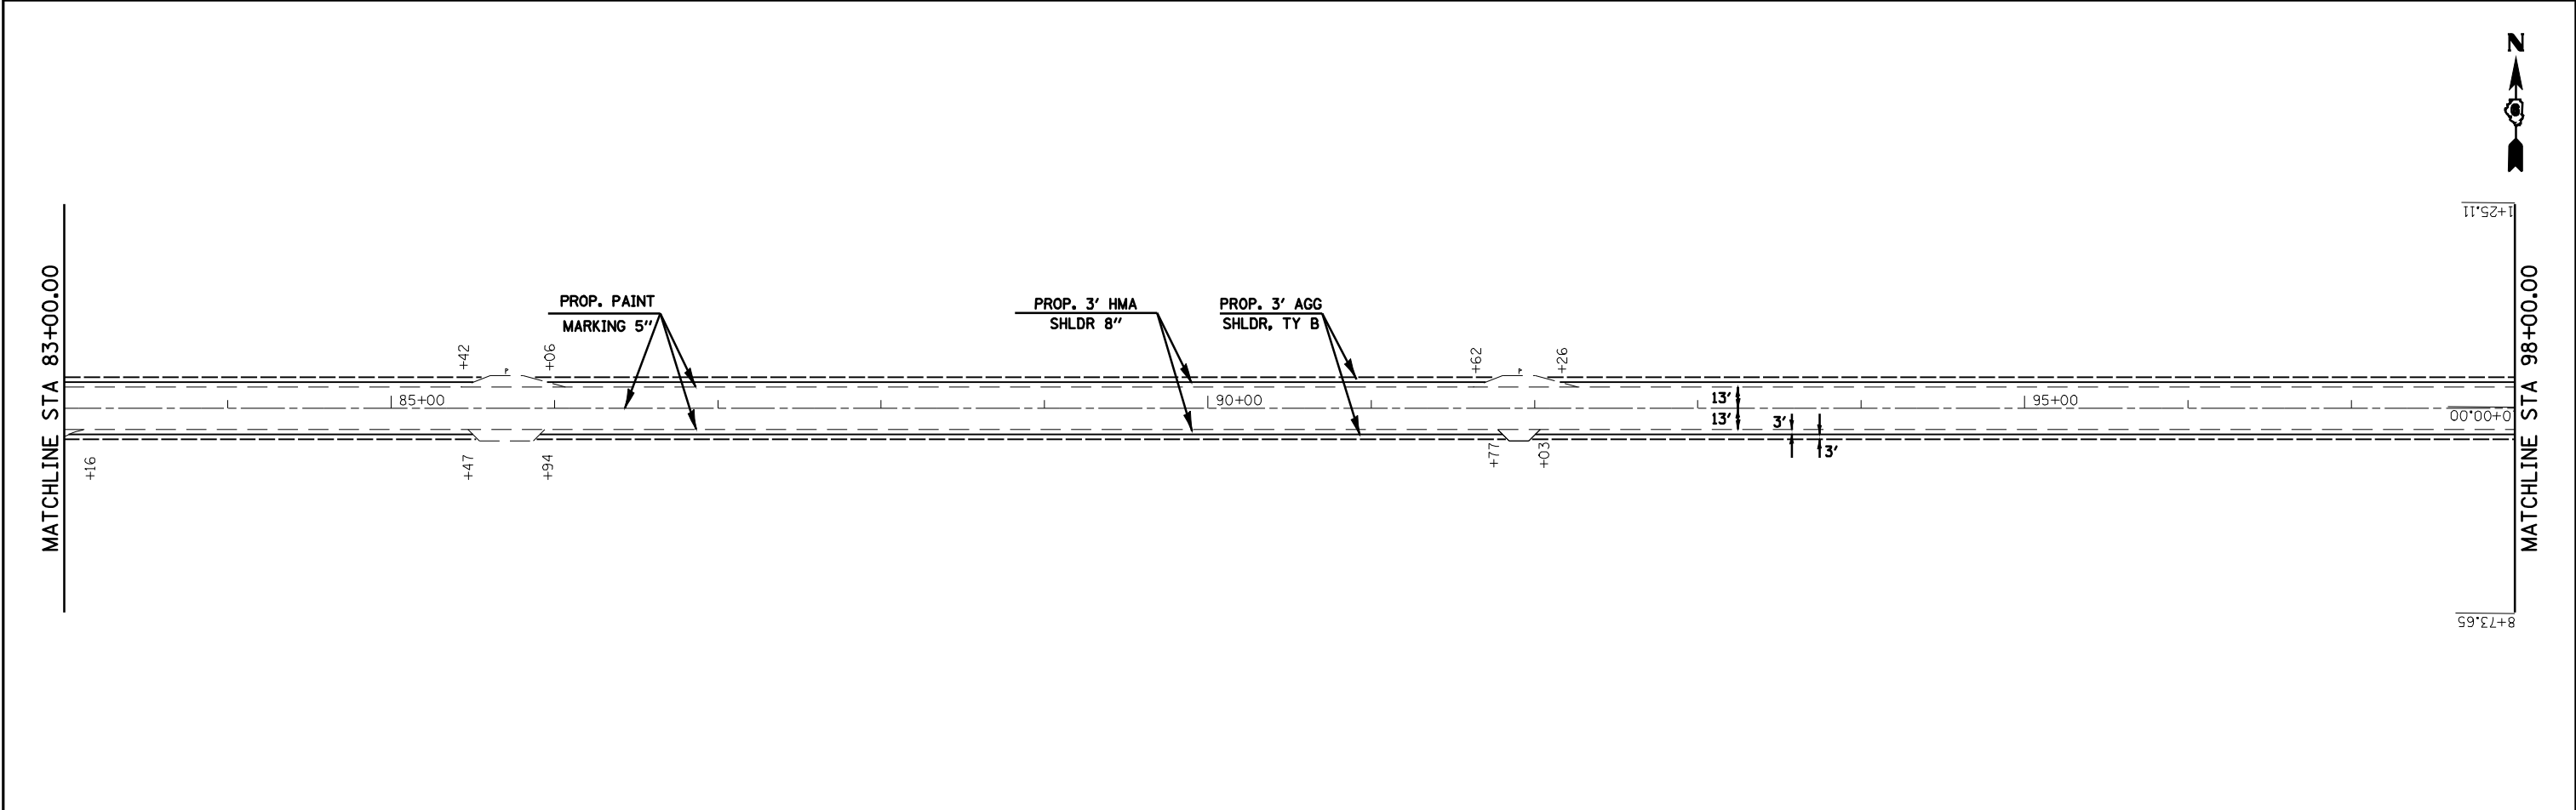 N
1+25.11
MATCHLINE STA 83+00.00
MATCHLINE STA 98+00.00
PROP. PAINT
MARKING 5"
PROP. 3' HMA
SHLDR 8"
PROP. 3' AGG
SHLDR, TY B
+42
+06
+62
+26
P
P
85+00
90+00
13'
95+00
0+00.00
13'
3'
3'
+16
+47
+94
+77
+03
8+73.65